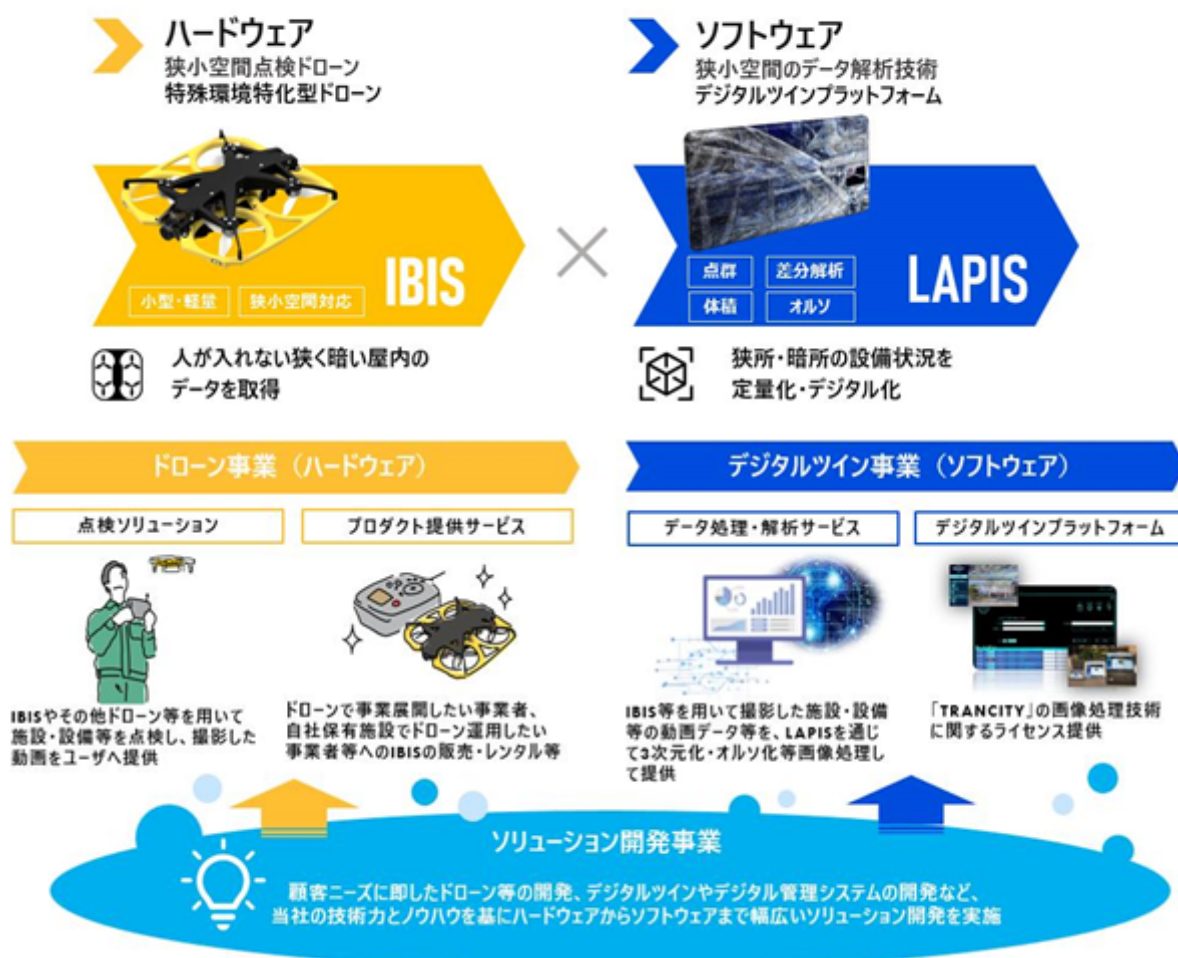 ハードウェア
狭小空間点検ドローン
特殊環境特化型ドローン
IBIS
小型・軽量
狭小空間対応
人が入れない狭く暗い屋内の
データを取得
ソフトウェア
狭小空間のデータ解析技術
デジタルツインプラットフォーム
点群
差分解析
体積
オルソ
LAPIS
狭所・暗所の設備状況を
定量化・デジタル化
ドローン事業（ハードウェア）
点検ソリューション
IBISやその他ドローン等を用いて
施設・設備等を点検し、撮影した
動画をユーザへ提供
プロダクト提供サービス
ドローンで事業展開したい事業者、
自社保有施設でドローン運用したい
事業者等へのIBISの販売・レンタル等
デジタルツイン事業（ソフトウェア）
データ処理・解析サービス
IBIS等を用いて撮影した施設・設備
等の動画データ等を、LAPISを通じ
て3次元化・オルソ化等画像処理し
て提供
デジタルツインプラットフォーム
「TRANCITY」の画像処理技術
に関するライセンス提供
ソリューション開発事業
顧客ニーズに即したドローン等の開発、デジタルツインやデジタル管理システムの開発など、
当社の技術力とノウハウを基にハードウェアからソフトウェアまで幅広いソリューション開発を実施